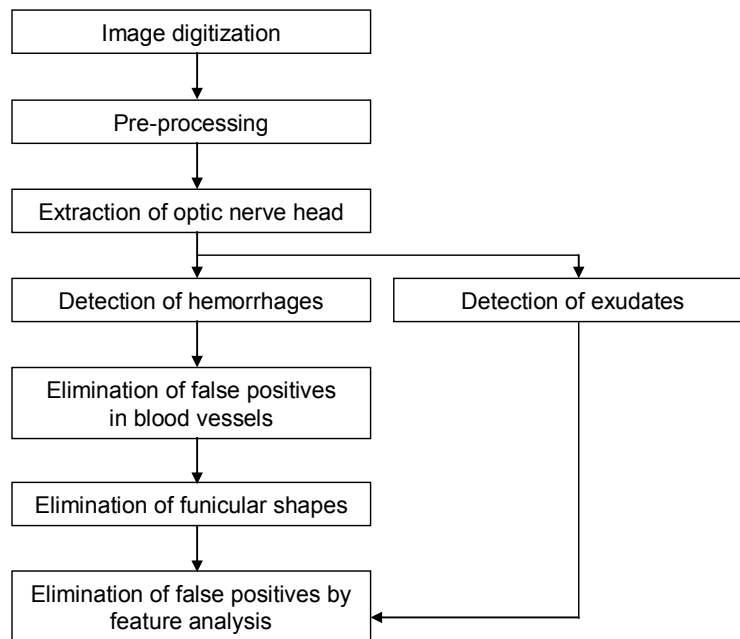 Image digitization
Pre-processing
Extraction of optic nerve head
Detection of hemorrhages
Detection of exudates
Elimination of false positives
in blood vessels
Elimination of funicular shapes
Elimination of false positives by
feature analysis